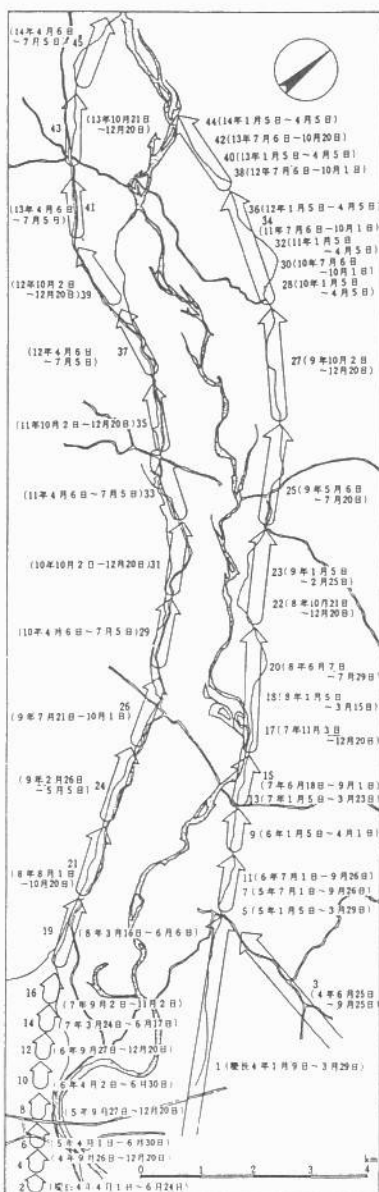 (14年4月6日
～7月5日) 45
43
(13年10月21日
～12月20日)
44(14年1月5日～4月5日)
42(13年7月6日～10月20日)
40(13年1月5日～4月5日)
38(12年7月6日～10月1日)
(13年4月6日
～7月5日)
41
36(12年1月5日～4月5日)
34
(11年7月6日～10月1日)
32(11年1月5日
～4月5日)
30(10年7月6日
～10月1日)
28(10年1月5日
～4月5日)
(12年10月2日
～12月20日)39
(12年4月6日
～7月5日)
37
27(9年10月2日
～12月20日)
(11年10月2日～12月20日)35
(11年4月6日～7月5日)33
25(9年5月6日
～7月20日)
(10年10月2日～12月20日)31
23(9年1月5日
～2月25日)
22(8年10月21日
～12月20日)
(10年4月6日～7月5日)29
20(8年6月7日
～7月29日)
18(8年1月5日
～3月15日)
17(7年11月3日
～12月20日)
26
(9年7月21日～10月1日)
(9年2月26日
～5月5日)
24
15
(7年6月18日～9月1日)
13(7年1月5日～3月23日)
9(6年1月5日～4月1日)
21
(8年8月1日
～10月20日)
11(6年7月1日～9月26日)
7(5年7月1日～9月26日)
5(5年1月5日～3月29日)
19
(8年3月16日～6月6日)
3
(4年6月25日
～9月25日)
16
(7年9月2日～11月2日)
14
(7年3月24日～6月17日)
12
(6年9月27日～12月20日)
10
(6年4月2日～6月30日)
1(慶長4年1月9日～3月29日)
8
(5年9月27日～12月20日)
6
(5年4月1日～6月30日)
4
(4年9月26日～12月20日)
2
(慶長4年4月1日～6月24日)
0 1 2 3 4
km